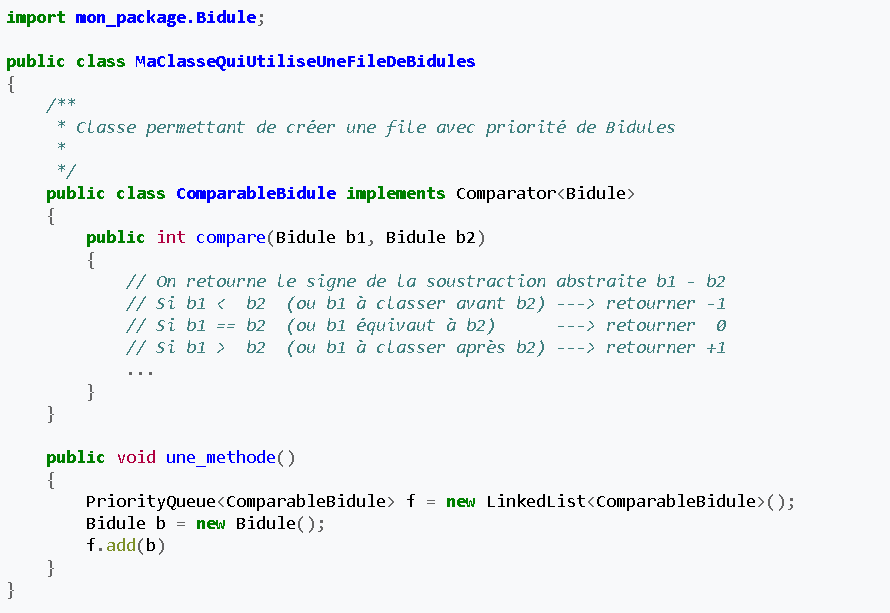 import mon_package.Bidule;

public class MaClasseQuiUtiliseUneFileDeBidules
{
    /**
     * Classe permettant de créer une file avec priorité de Bidules
     *
     */
    public class ComparableBidule implements Comparator<Bidule>
    {
        public int compare(Bidule b1, Bidule b2)
        {
            // On retourne le signe de la soustraction abstraite b1 - b2
            // Si b1 <  b2  (ou b1 à classer avant b2) ---> retourner -1
            // Si b1 == b2  (ou b1 équivaut à b2)      ---> retourner  0
            // Si b1 >  b2  (ou b1 à classer après b2) ---> retourner +1
            ...
        }
    }

    public void une_methode()
    {
        PriorityQueue<ComparableBidule> f = new LinkedList<ComparableBidule>();
        Bidule b = new Bidule();
        f.add(b)
    }
}